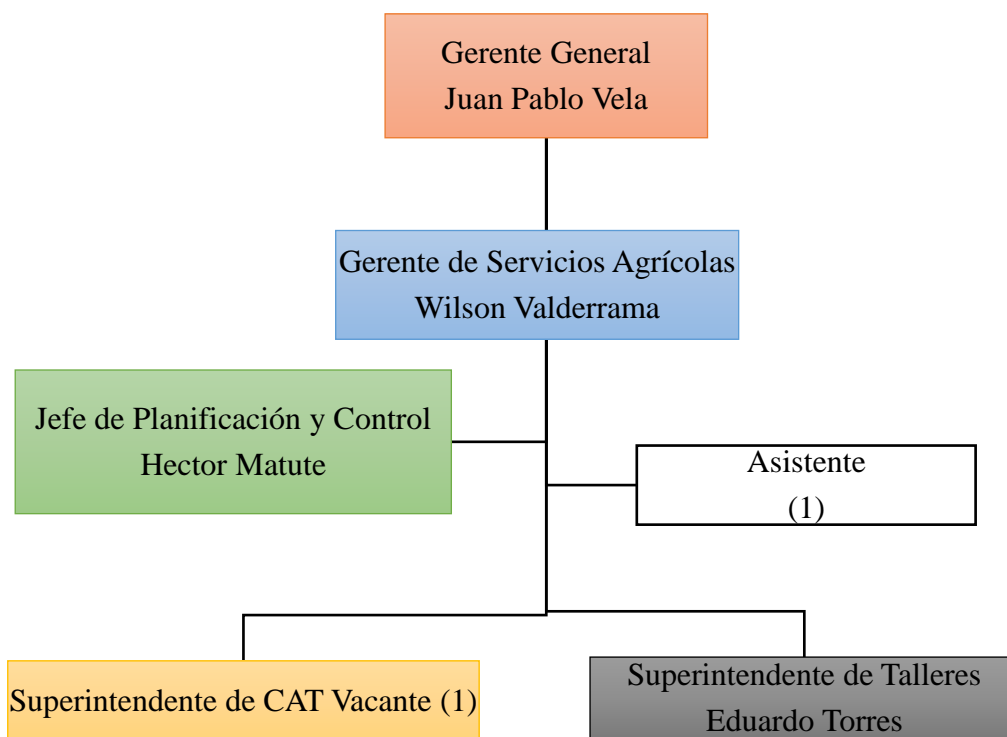 Gerente General
Juan Pablo Vela
Gerente de Servicios Agrícolas
Wilson Valderrama
Jefe de Planificación y Control
Hector Matute
Asistente
(1)
Superintendente de CAT Vacante (1)
Superintendente de Talleres
Eduardo Torres